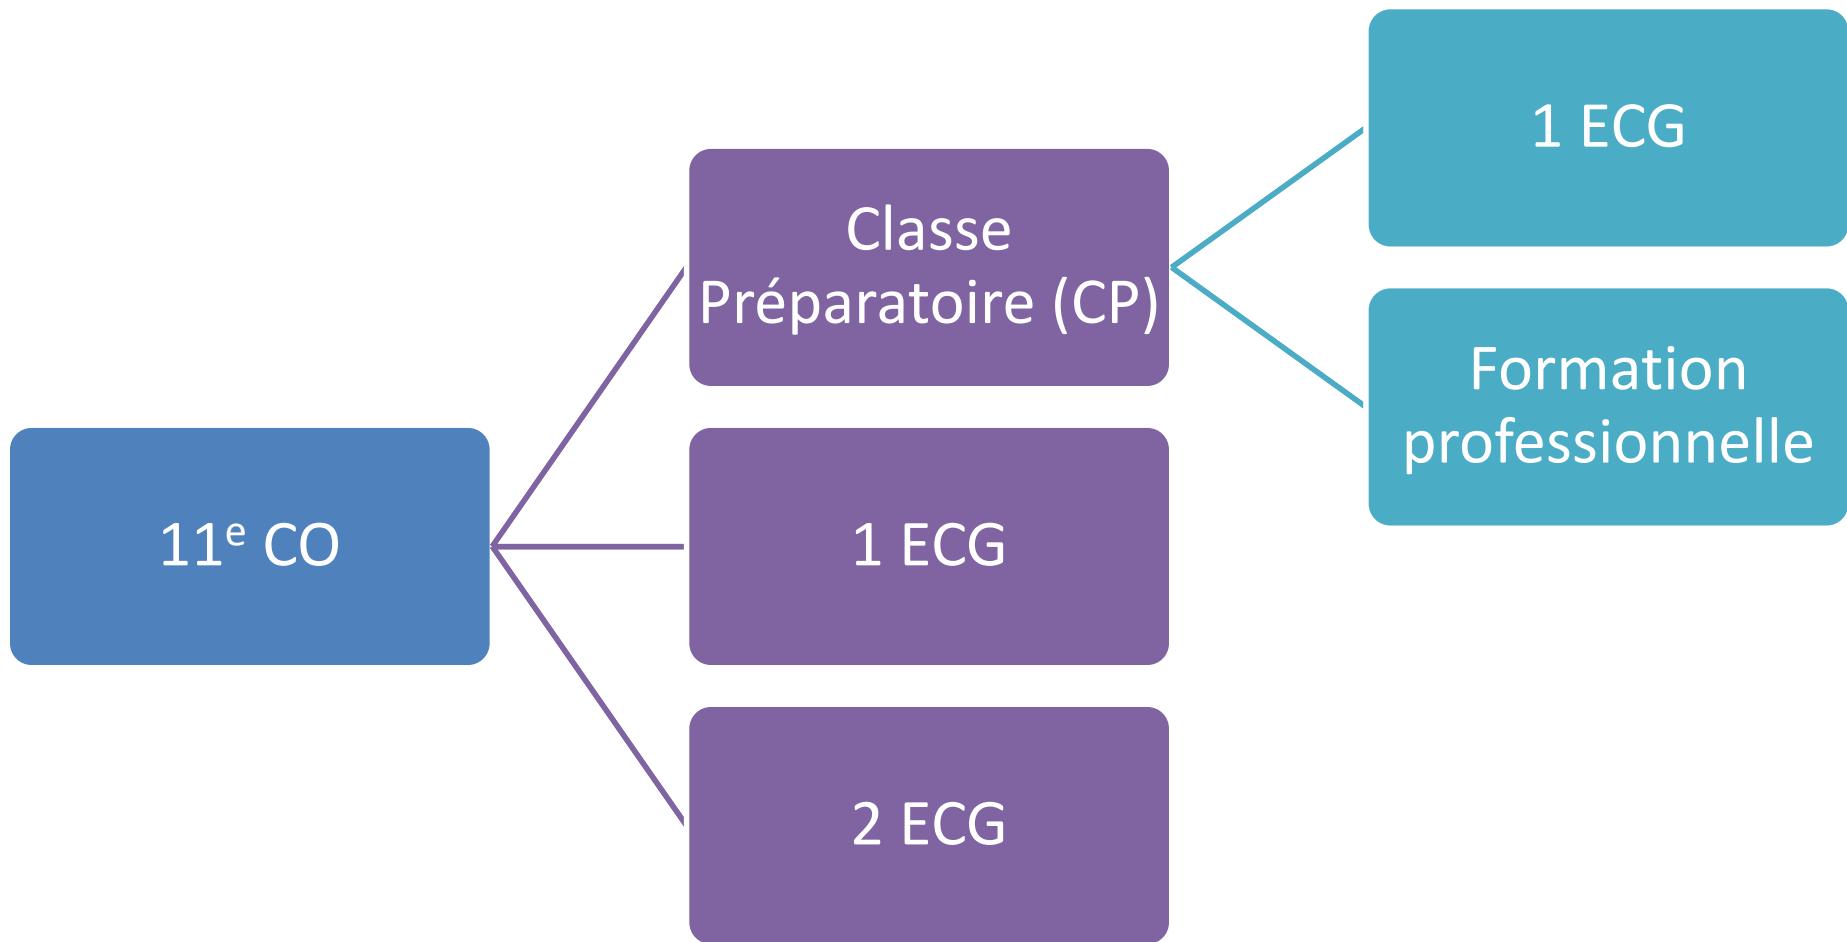 11e CO
Classe
Préparatoire (CP)
1 ECG
2 ECG
1 ECG
Formation
professionnelle